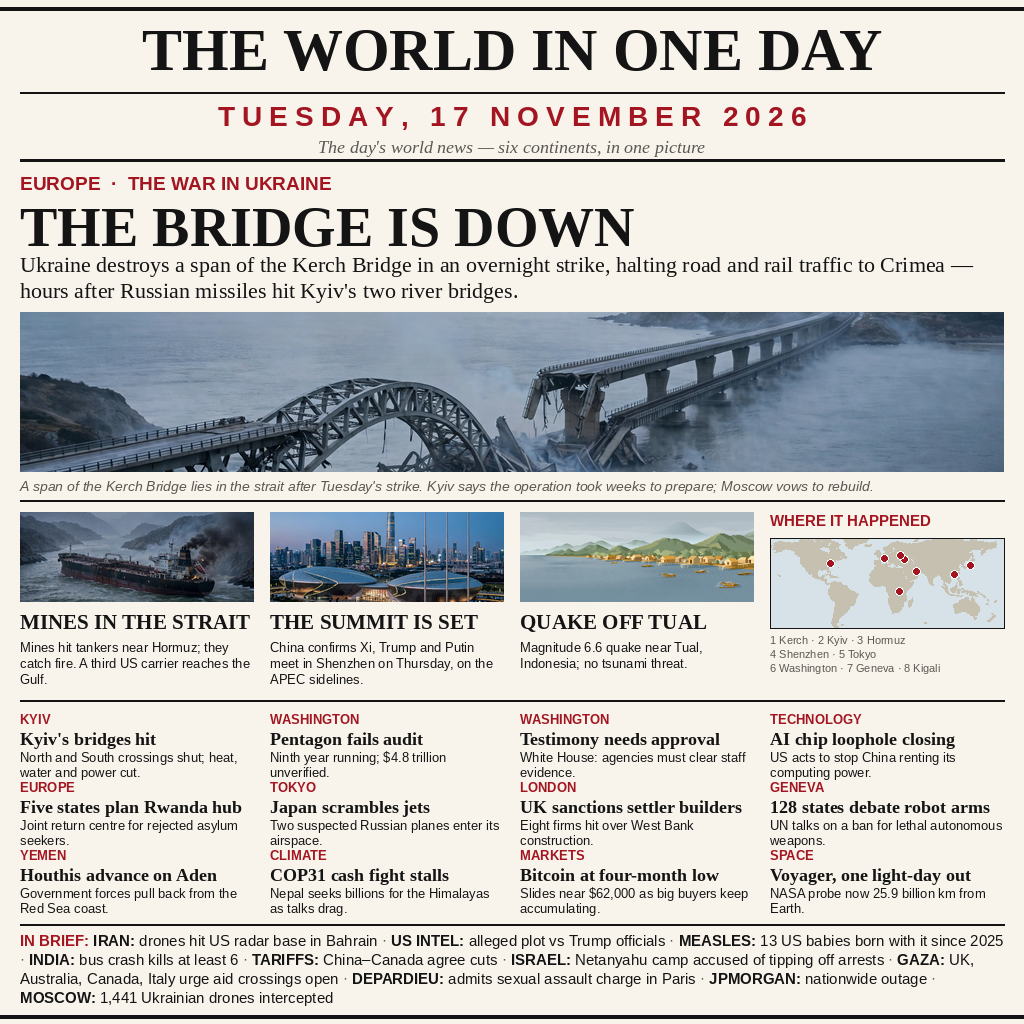 THE WORLD IN ONE DAY
TUESDAY, 17 NOVEMBER 2026
The day's world news — six continents, in one picture
EUROPE · THE WAR IN UKRAINE
THE BRIDGE IS DOWN
Ukraine destroys a span of the Kerch Bridge in an overnight strike, halting road and rail traffic to Crimea —
hours after Russian missiles hit Kyiv's two river bridges.
A span of the Kerch Bridge lies in the strait after Tuesday's strike. Kyiv says the operation took weeks to prepare; Moscow vows to rebuild.
MINES IN THE STRAIT
Mines hit tankers near Hormuz; they
catch fire. A third US carrier reaches the
Gulf.
THE SUMMIT IS SET
China confirms Xi, Trump and Putin
meet in Shenzhen on Thursday, on the
APEC sidelines.
QUAKE OFF TUAL
Magnitude 6.6 quake near Tual,
Indonesia; no tsunami threat.
WHERE IT HAPPENED
1 Kerch · 2 Kyiv · 3 Hormuz
4 Shenzhen · 5 Tokyo
6 Washington · 7 Geneva · 8 Kigali
KYIV
Kyiv's bridges hit
North and South crossings shut; heat,
water and power cut.
WASHINGTON
Pentagon fails audit
Ninth year running; $4.8 trillion
unverified.
WASHINGTON
Testimony needs approval
White House: agencies must clear staff
evidence.
TECHNOLOGY
AI chip loophole closing
US acts to stop China renting its
computing power.
EUROPE
Five states plan Rwanda hub
Joint return centre for rejected asylum
seekers.
TOKYO
Japan scrambles jets
Two suspected Russian planes enter its
airspace.
LONDON
UK sanctions settler builders
Eight firms hit over West Bank
construction.
GENEVA
128 states debate robot arms
UN talks on a ban for lethal autonomous
weapons.
YEMEN
Houthis advance on Aden
Government forces pull back from the
Red Sea coast.
CLIMATE
COP31 cash fight stalls
Nepal seeks billions for the Himalayas
as talks drag.
MARKETS
Bitcoin at four-month low
Slides near $62,000 as big buyers keep
accumulating.
SPACE
Voyager, one light-day out
NASA probe now 25.9 billion km from
Earth.
IN BRIEF: IRAN: drones hit US radar base in Bahrain · US INTEL: alleged plot vs Trump officials · MEASLES: 13 US babies born with it since 2025
· INDIA: bus crash kills at least 6 · TARIFFS: China–Canada agree cuts · ISRAEL: Netanyahu camp accused of tipping off arrests · GAZA: UK,
Australia, Canada, Italy urge aid crossings open · DEPARDIEU: admits sexual assault charge in Paris · JPMORGAN: nationwide outage ·
MOSCOW: 1,441 Ukrainian drones intercepted